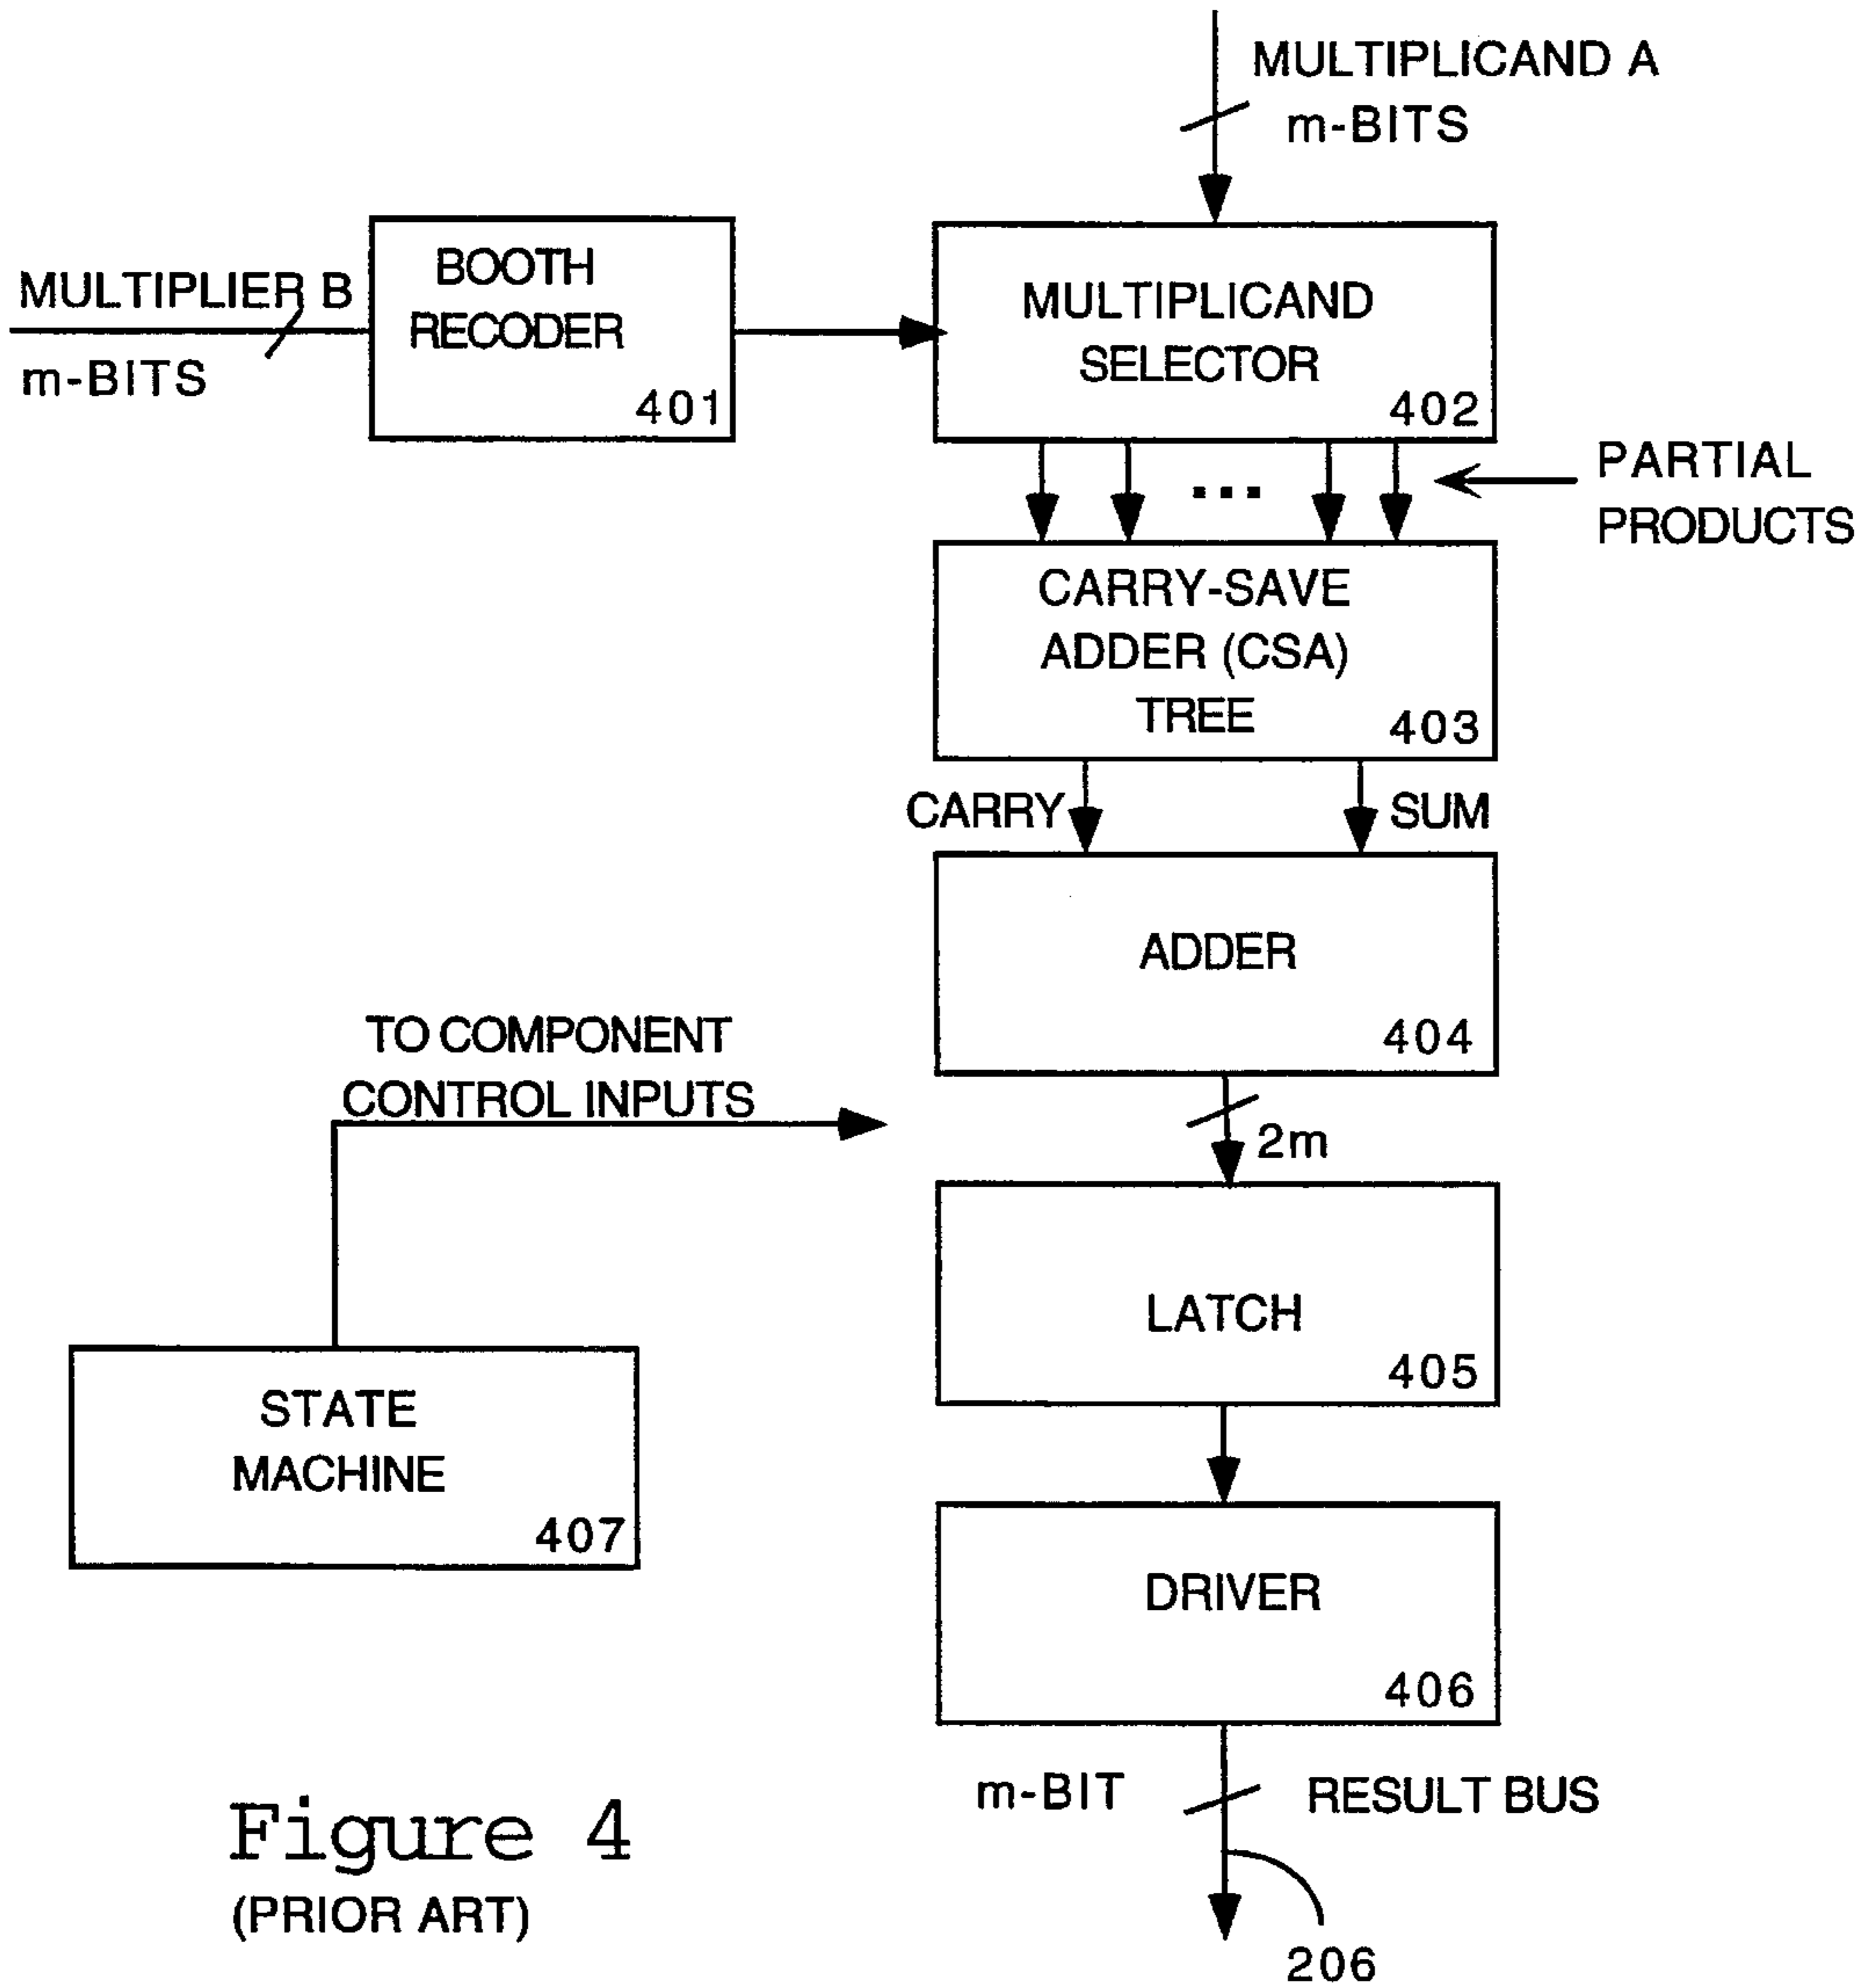 MULTIPLICAND A
m-BITS
MULTIPLIER B
m-BITS
BOOTH
RECODER
401
MULTIPLICAND
SELECTOR
402
PARTIAL
PRODUCTS
...
CARRY-SAVE
ADDER (CSA)
TREE
403
CARRY
SUM
ADDER
404
TO COMPONENT
CONTROL INPUTS
2m
LATCH
405
STATE
MACHINE
407
DRIVER
406
m-BIT
RESULT BUS
206
Figure 4
(PRIOR ART)